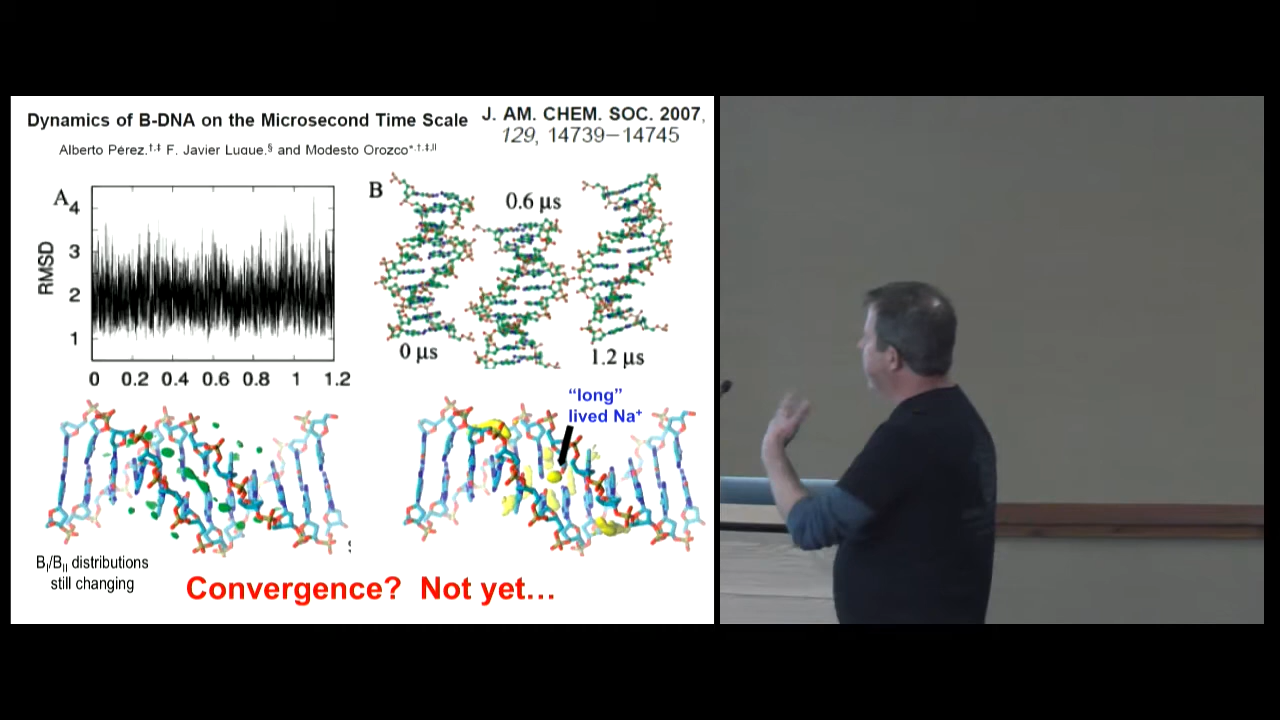 Dynamics of B-DNA on the Microsecond Time Scale
Alberto Pérez,†,‡ F. Javier Luque,§ and Modesto Orozco*,†,‡,||
J. AM. CHEM. SOC. 2007,
129, 14739–14745
A
4
3
2
1
RMSD
0 0.2 0.4 0.6 0.8 1 1.2
B
0.6 µs
0 µs
1.2 µs
“long”
lived Na+
BI/BII distributions
still changing
Convergence? Not yet…